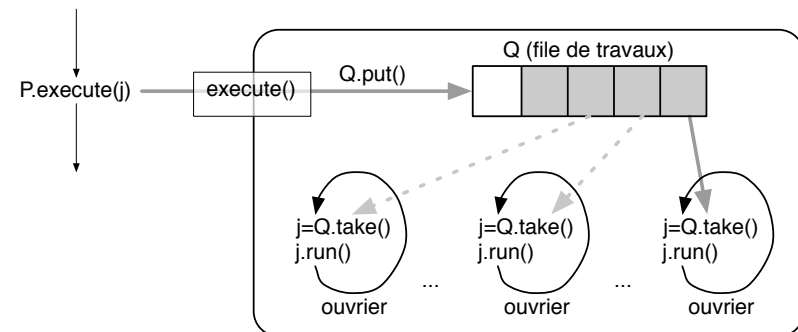 Q (file de travaux)
P.execute(j)
execute()
Q.put()
j=Q.take()
j.run()
ouvrier
...
j=Q.take()
j.run()
ouvrier
...
j=Q.take()
j.run()
ouvrier